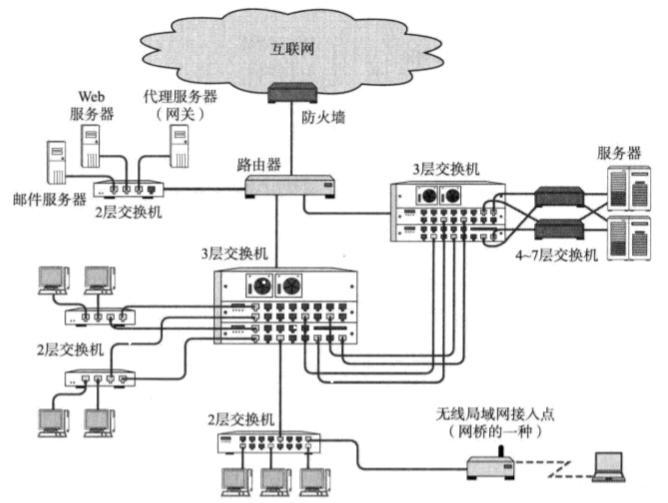 互联网
防火墙
Web
服务器
代理服务器
（网关）
邮件服务器
2层交换机
路由器
3层交换机
服务器
4~7层交换机
3层交换机
2层交换机
2层交换机
无线局域网接入点
（网桥的一种）